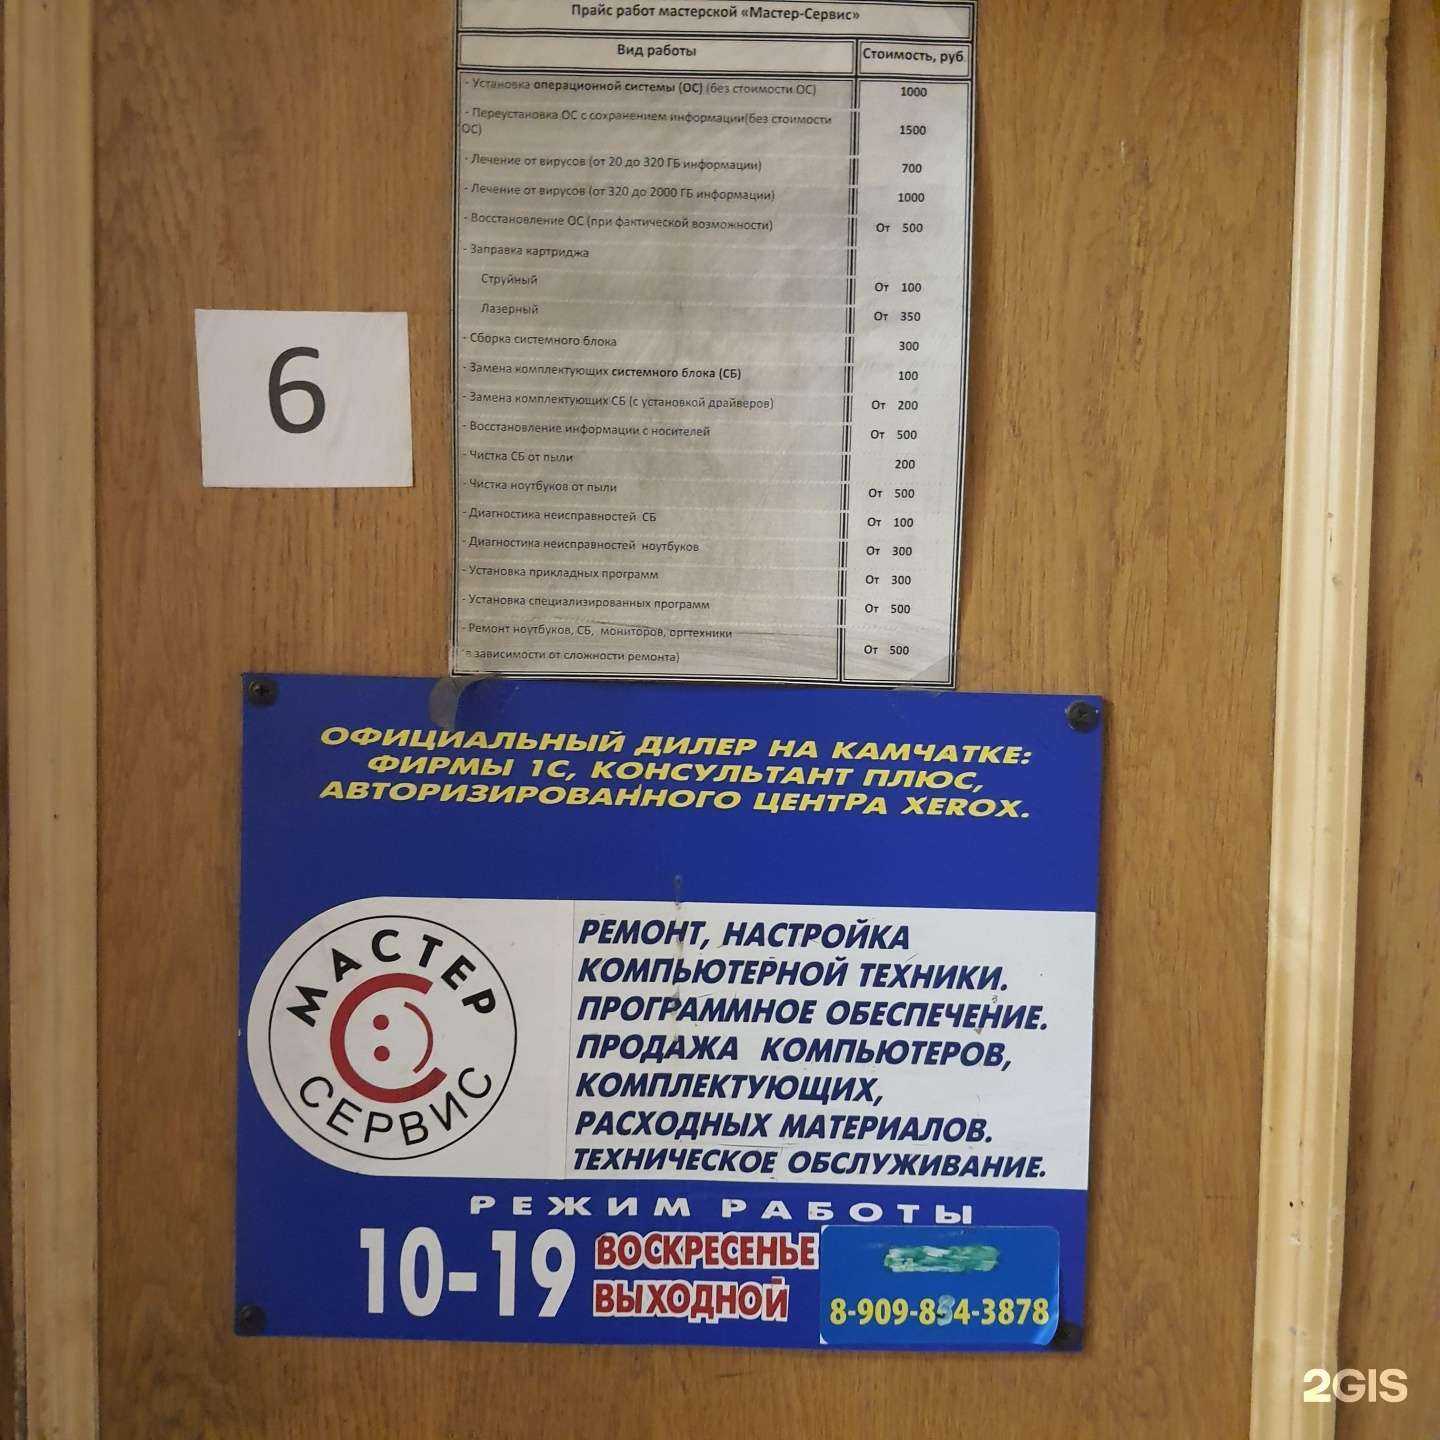 Прайс работ мастерской «Мастер-Сервис»
Вид работы Стоимость, руб
- Установка операционной системы (ОС) (без стоимости ОС) 1000
- Переустановка ОС с сохранением информации(без стоимости
ОС) 1500
- Лечение от вирусов (от 20 до 320 ГБ информации) 700
- Лечение от вирусов (от 320 до 2000 ГБ информации) 1000
- Восстановление ОС (при фактической возможности) От 500
- Заправка картриджа
Струйный От 100
Лазерный От 350
- Сборка системного блока 300
- Замена комплектующих системного блока (СБ) 100
- Замена комплектующих СБ (с установкой драйверов) От 200
- Восстановление информации с носителей От 500
- Чистка СБ от пыли 200
- Чистка ноутбуков от пыли От 500
- Диагностика неисправностей СБ От 100
- Диагностика неисправностей ноутбуков От 300
- Установка прикладных программ От 300
- Установка специализированных программ От 500
- Ремонт ноутбуков, СБ, мониторов, оргтехники
(в зависимости от сложности ремонта) От 500
6
ОФИЦИАЛЬНЫЙ ДИЛЕР НА КАМЧАТКЕ:
ФИРМЫ 1С, КОНСУЛЬТАНТ ПЛЮС,
АВТОРИЗИРОВАННОГО ЦЕНТРА XEROX.
МАСТЕР
СЕРВИС
РЕМОНТ, НАСТРОЙКА
КОМПЬЮТЕРНОЙ ТЕХНИКИ.
ПРОГРАММНОЕ ОБЕСПЕЧЕНИЕ.
ПРОДАЖА КОМПЬЮТЕРОВ,
КОМПЛЕКТУЮЩИХ,
РАСХОДНЫХ МАТЕРИАЛОВ.
ТЕХНИЧЕСКОЕ ОБСЛУЖИВАНИЕ.
РЕЖИМ РАБОТЫ
10-19 ВОСКРЕСЕНЬЕ
ВЫХОДНОЙ
8-909-834-3878
2GIS